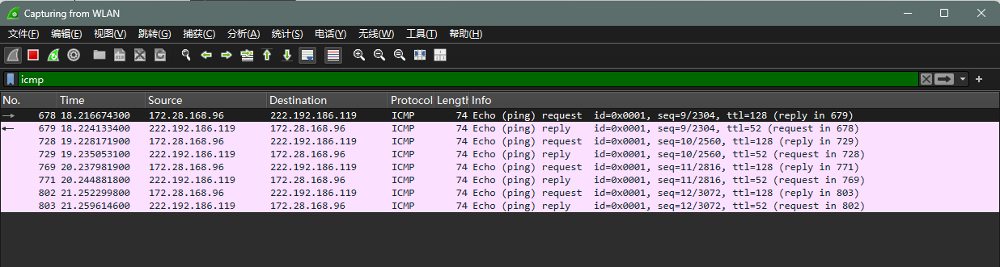 Capturing from WLAN
文件(F) 编辑(E) 视图(V) 跳转(G) 捕获(C) 分析(A) 统计(S) 电话(Y) 无线(W) 工具(T) 帮助(H)
icmp
No. Time Source Destination Protocol Length Info
678 18.216674300 172.28.168.96 222.192.186.119 ICMP 74 Echo (ping) request id=0x0001, seq=9/2304, ttl=128 (reply in 679)
679 18.224133400 222.192.186.119 172.28.168.96 ICMP 74 Echo (ping) reply id=0x0001, seq=9/2304, ttl=52 (request in 678)
728 19.228171900 172.28.168.96 222.192.186.119 ICMP 74 Echo (ping) request id=0x0001, seq=10/2560, ttl=128 (reply in 729)
729 19.235053100 222.192.186.119 172.28.168.96 ICMP 74 Echo (ping) reply id=0x0001, seq=10/2560, ttl=52 (request in 728)
769 20.237981900 172.28.168.96 222.192.186.119 ICMP 74 Echo (ping) request id=0x0001, seq=11/2816, ttl=128 (reply in 771)
771 20.244881800 222.192.186.119 172.28.168.96 ICMP 74 Echo (ping) reply id=0x0001, seq=11/2816, ttl=52 (request in 769)
802 21.252299800 172.28.168.96 222.192.186.119 ICMP 74 Echo (ping) request id=0x0001, seq=12/3072, ttl=128 (reply in 803)
803 21.259614600 222.192.186.119 172.28.168.96 ICMP 74 Echo (ping) reply id=0x0001, seq=12/3072, ttl=52 (request in 802)